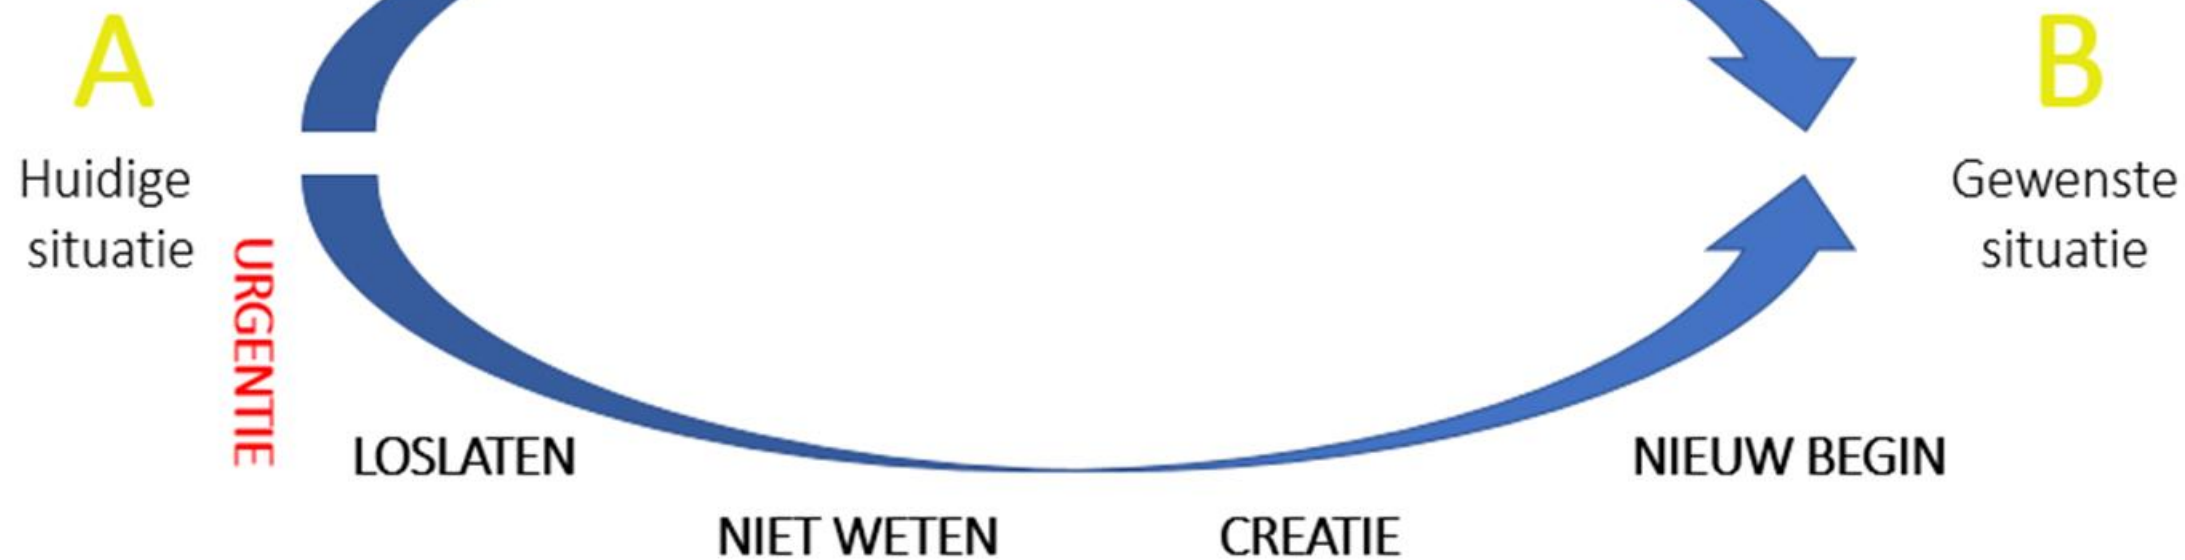 A
B
Huidige
situatie
Gewenste
situatie
URGENTIE
LOSLATEN
NIEUW BEGIN
NIET WETEN
CREATIE